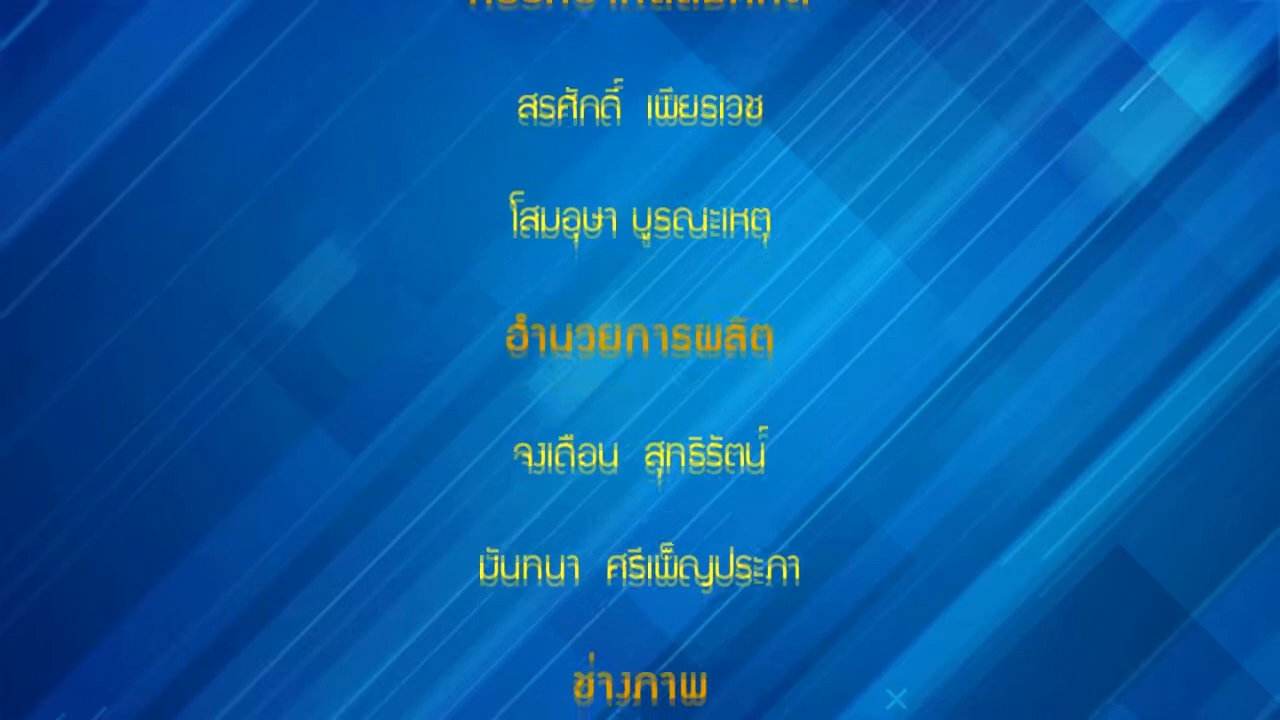 สรศักดิ์ เพียรเวช
โสมอุษา บูรณะเหตุ
อำนวยการผลิต
จงเดือน สุทธิรัตน์
มันทนา ศรีเพ็ญประภา
ช่างภาพ